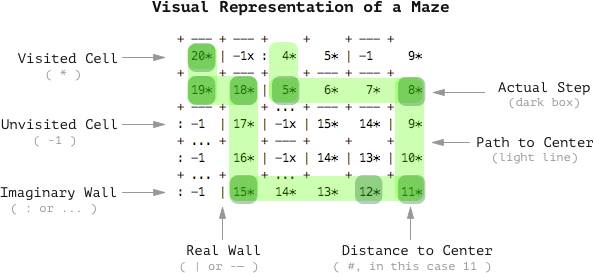 Visual Representation of a Maze
+ --- + --- + --- + --- + --- +
Visited Cell
( * )
20* | -1x : 4* 5* | -1 9*
+ + --- + + --- + --- +
19* | 18* | 5* 6* 7* 8*
Actual Step
(dark box)
+ --- + + ... + --- + --- +
Unvisited Cell
( -1 )
: -1 | 17* | -1x | 15* | 14* | 9*
+ ... + --- + + + +
Path to Center
(light line)
: -1 16* | -1x | 14* | 13* | 10*
+ ... + + ... + + +
Imaginary Wall
( : or ... )
: -1 | 15* 14* 13* 12* 11*
Real Wall
( | or -— )
Distance to Center
( #, in this case 11 )